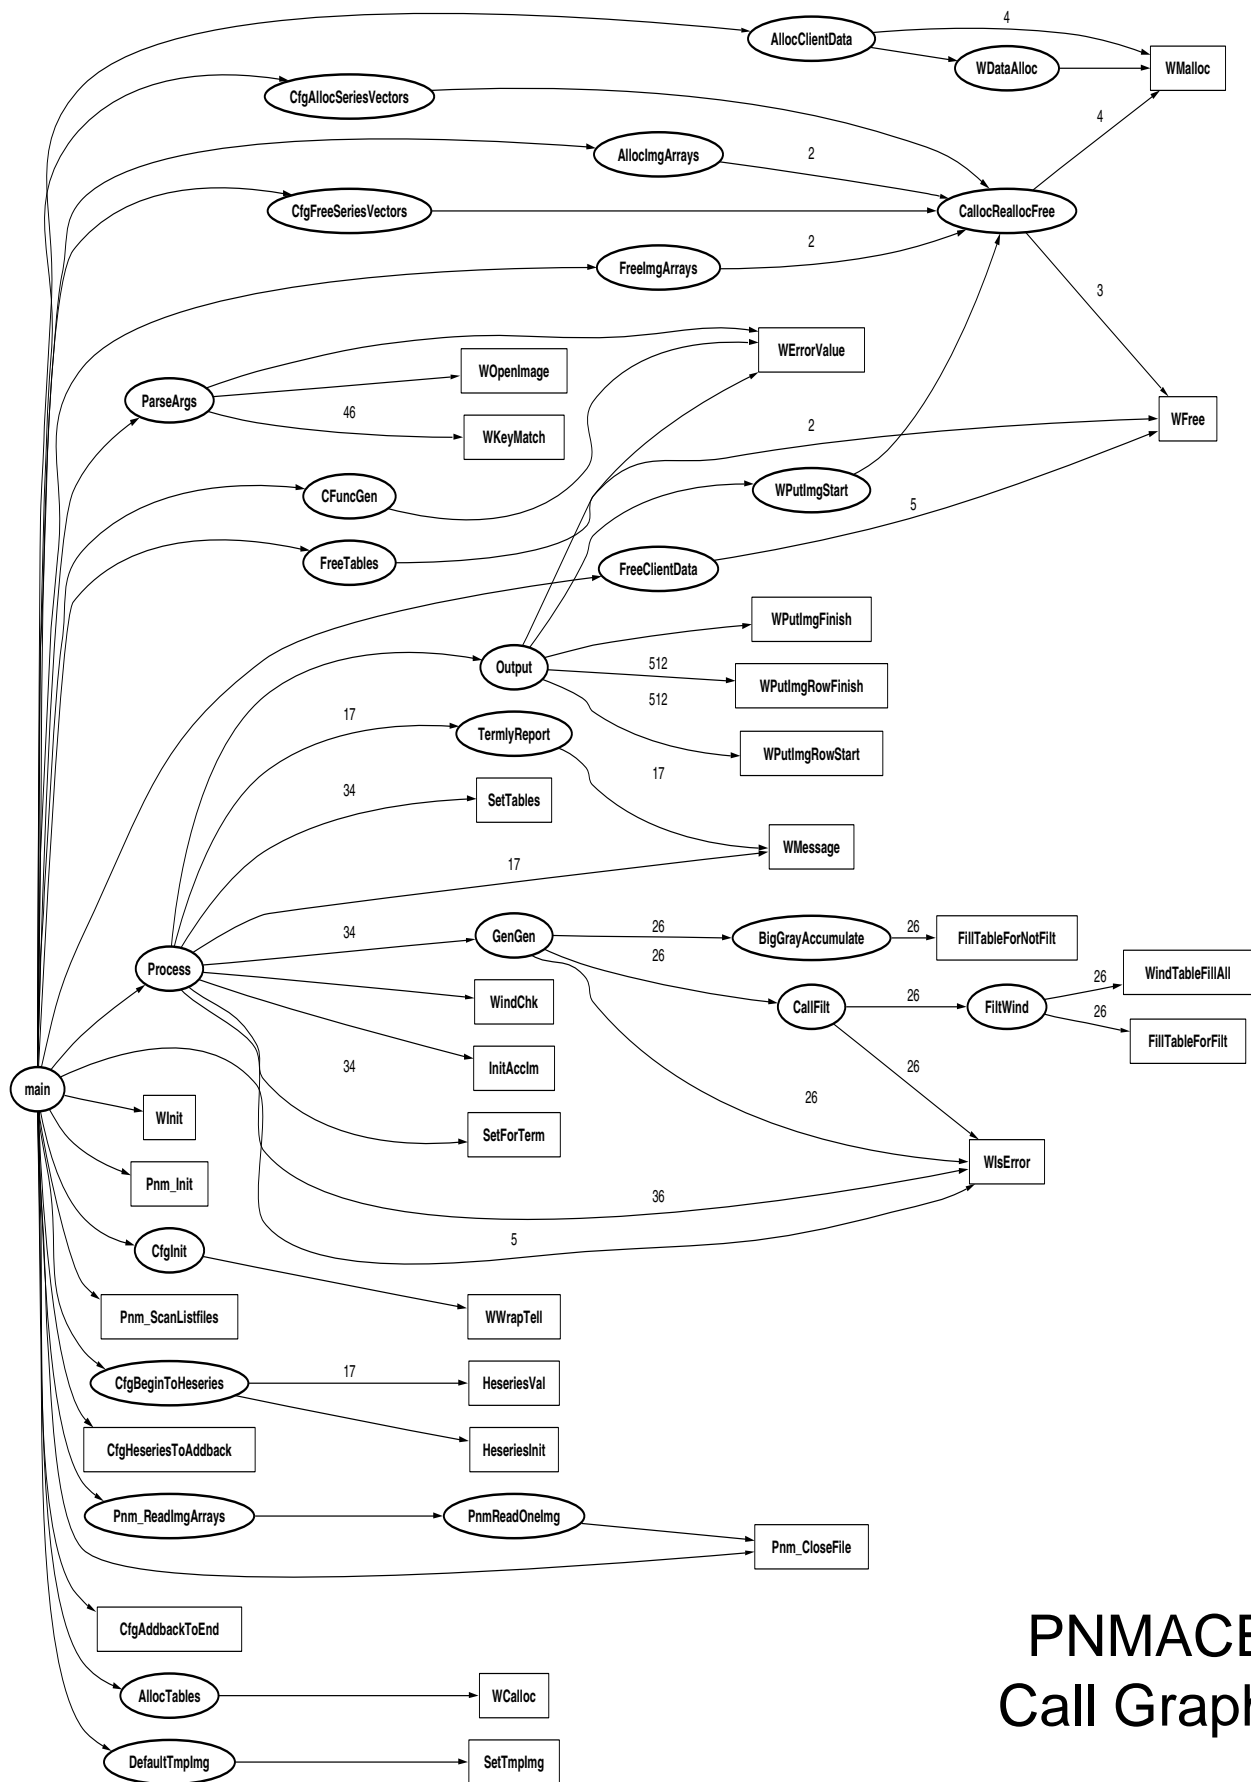 4
AllocClientData
WDataAlloc
WMalloc
CfgAllocSeriesVectors
4
AllocImgArrays
2
CfgFreeSeriesVectors
CallocReallocFree
2
FreeImgArrays
3
WErrorValue
WOpenImage
ParseArgs
46
WKeyMatch
2
WFree
CFuncGen
WPutImgStart
5
FreeTables
FreeClientData
WPutImgFinish
Output
512
WPutImgRowFinish
512
17
TermlyReport
WPutImgRowStart
17
34
SetTables
17
WMessage
34
GenGen
26
BigGrayAccumulate
26
FillTableForNotFilt
26
Process
WindTableFillAll
26
WindChk
CallFilt
26
FiltWind
26
FillTableForFilt
34
InitAccIm
26
main
26
WInit
SetForTerm
WIsError
Pnm_Init
36
5
CfgInit
Pnm_ScanListfiles
WWrapTell
CfgBeginToHeseries
17
HeseriesVal
CfgHeseriesToAddback
HeseriesInit
Pnm_ReadImgArrays
PnmReadOneImg
Pnm_CloseFile
CfgAddbackToEnd
PNMACE
Call Graph
AllocTables
WCalloc
DefaultTmpImg
SetTmpImg